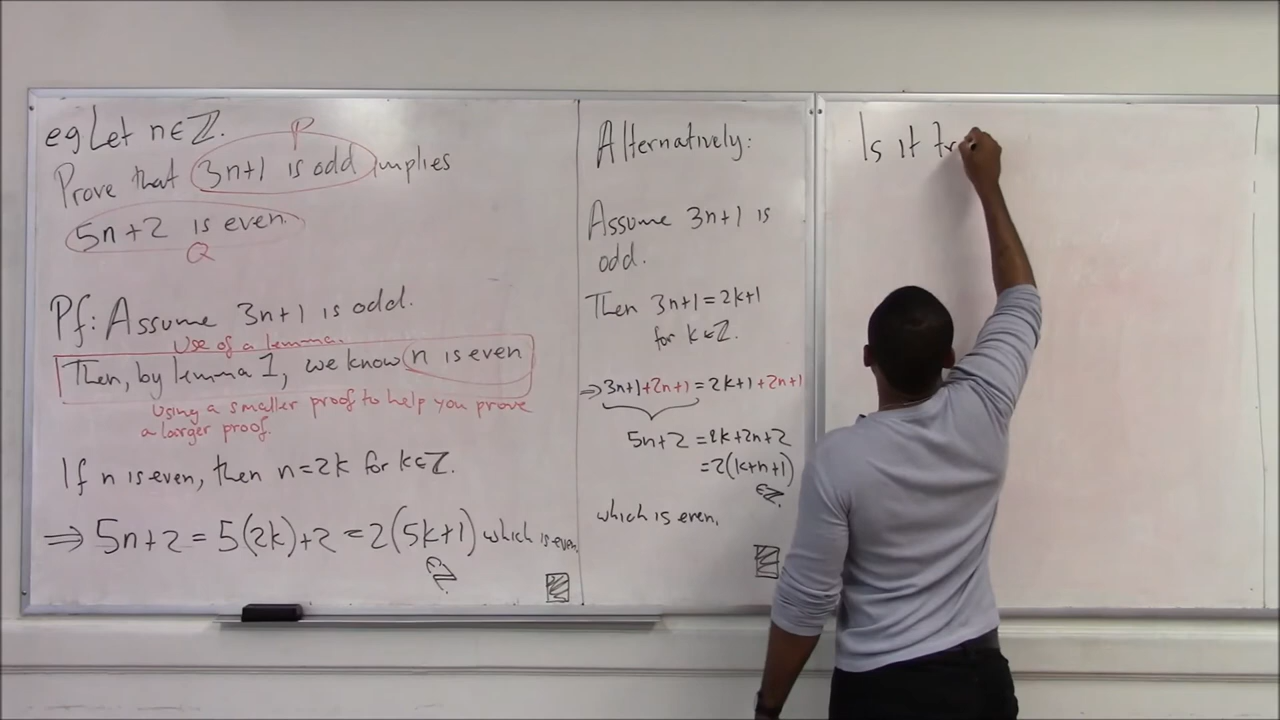 eg Let n∈ℤ.
P
Prove that 3n+1 is odd implies
5n+2 is even.
Q
Pf: Assume 3n+1 is odd.
Use of a lemma.
Then, by lemma 1, we know n is even
Using a smaller proof to help you prove
a larger proof.
If n is even, then n=2k for k∈ℤ.
⇒ 5n+2 = 5(2k)+2 = 2(5k+1) which is even.
∈ℤ.
Alternatively:
Assume 3n+1 is
odd.
Then 3n+1=2k+1
for k∈ℤ.
⇒3n+1+2n+1=2k+1+2n+1
5n+2=2k+2n+2
=2(k+n+1)
∈ℤ.
which is even.
Is it tr